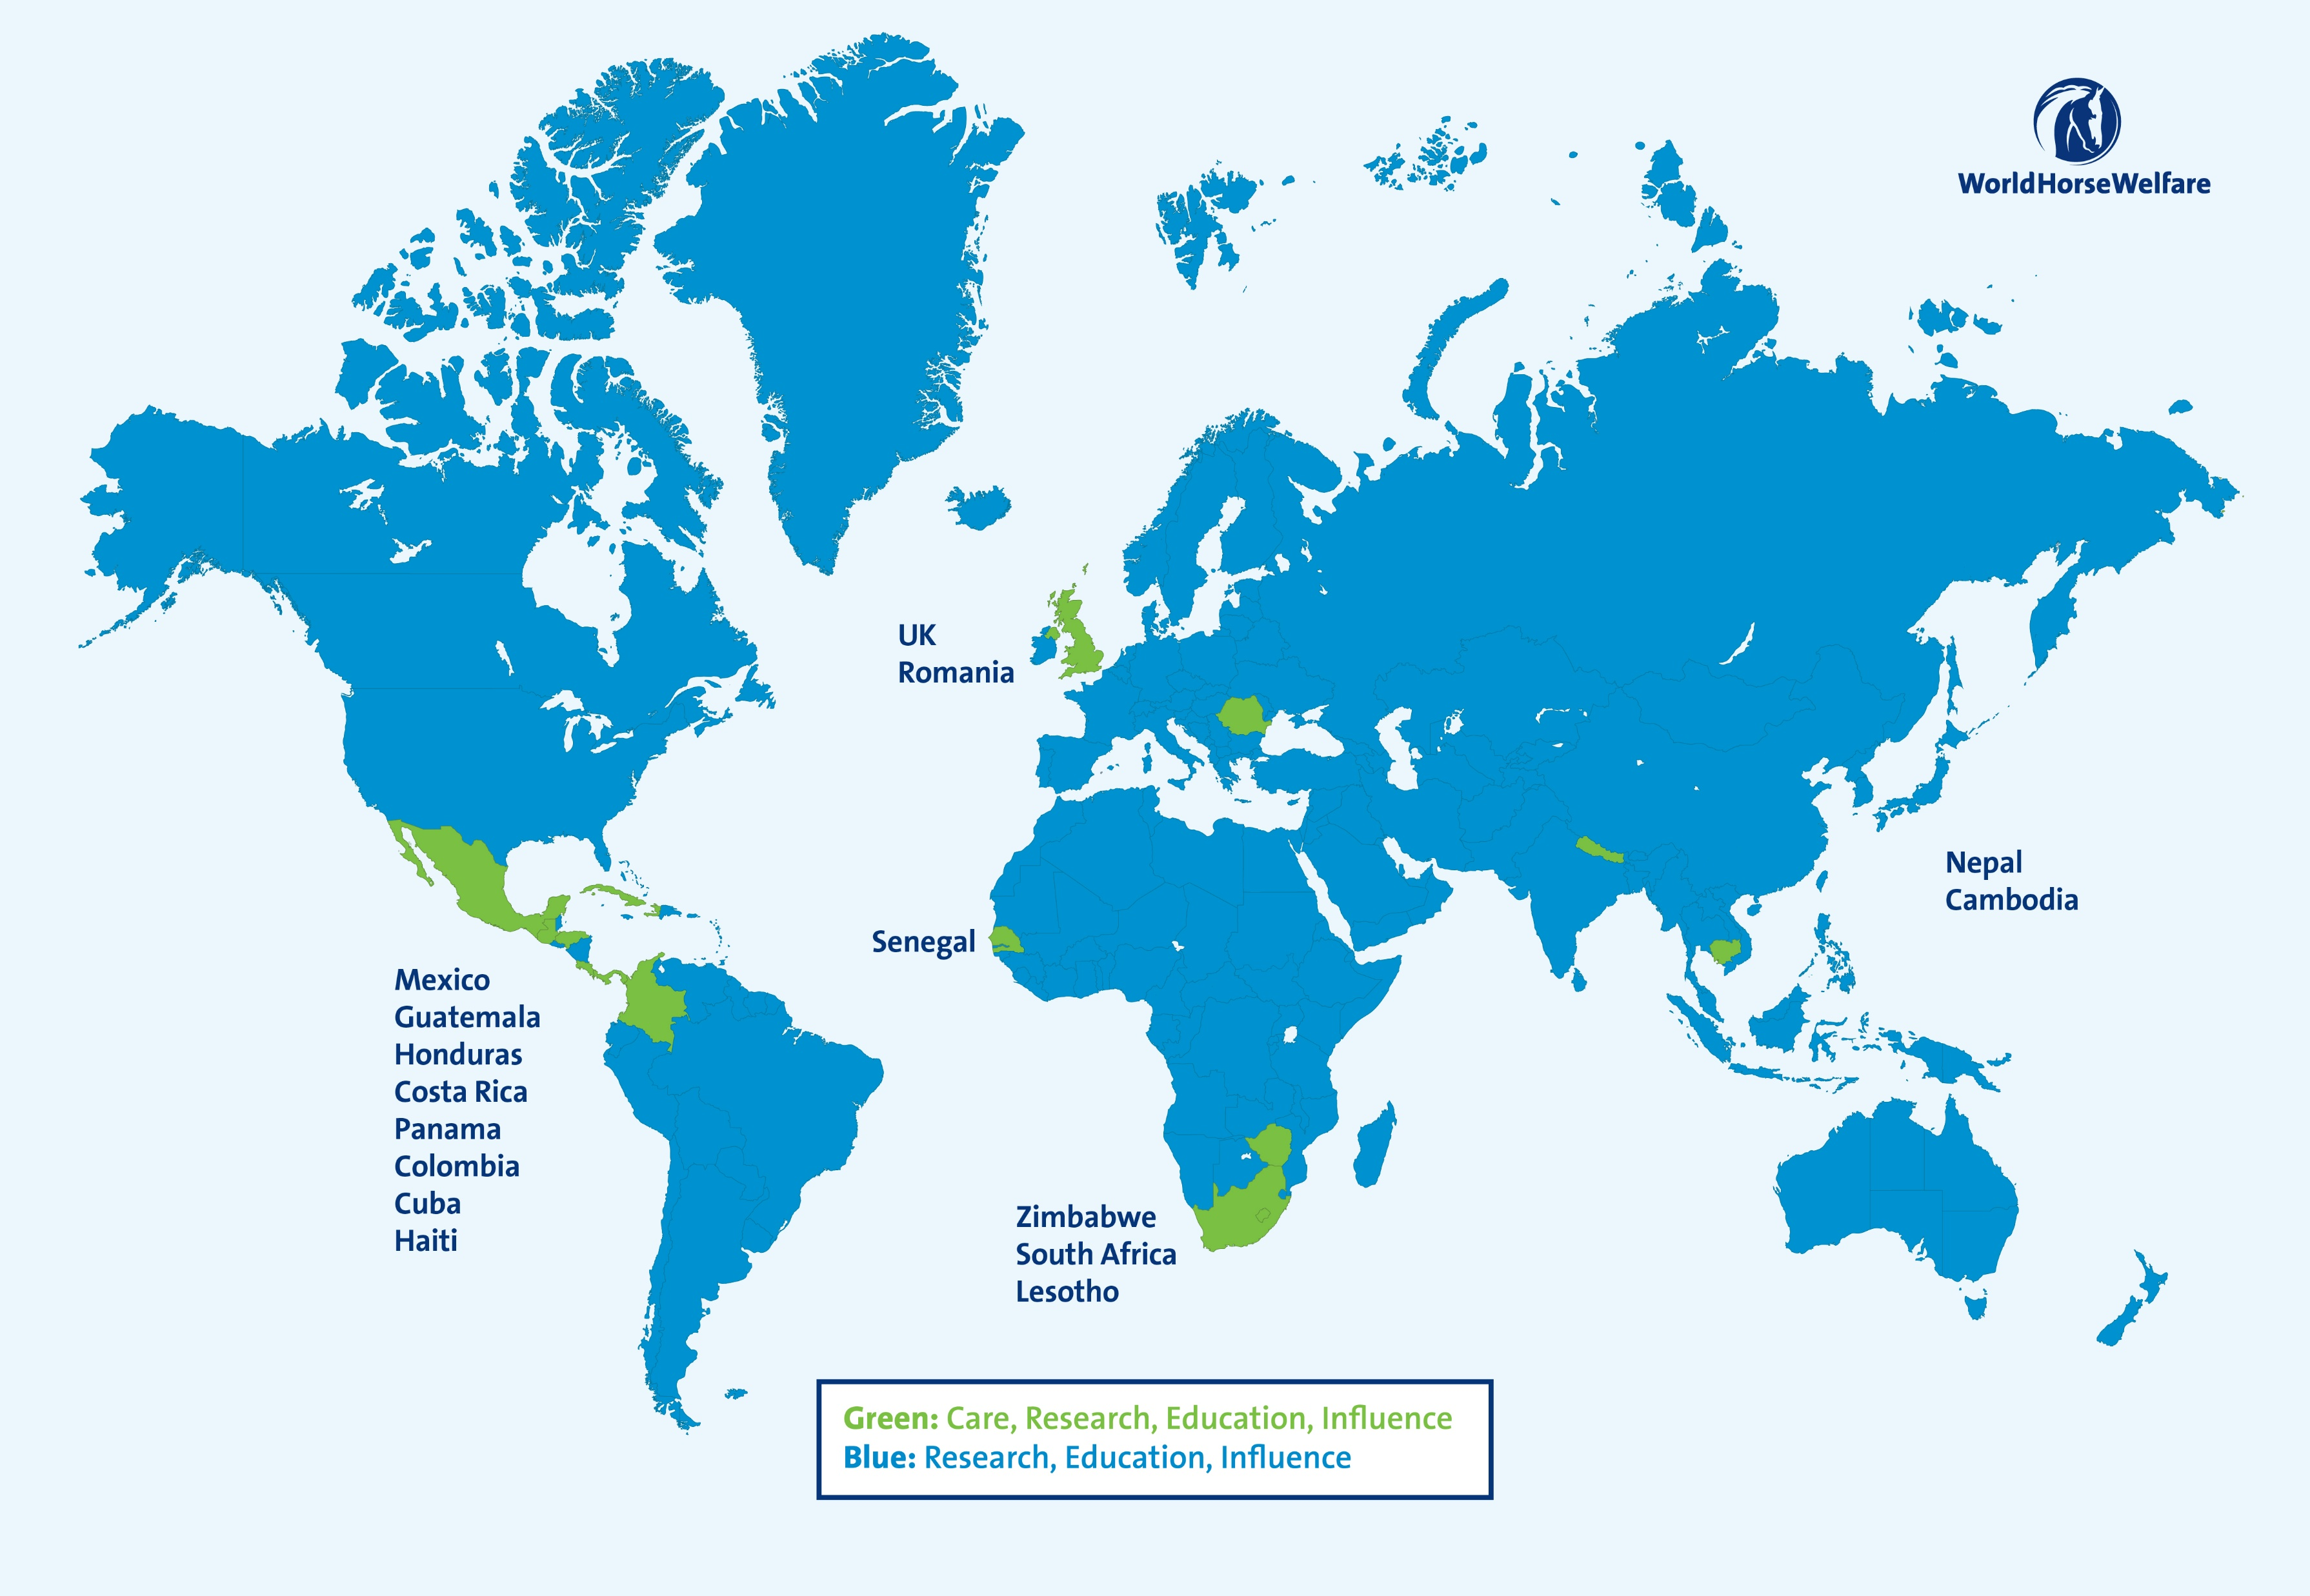 WorldHorseWelfare
UK
Romania
Nepal
Cambodia
Senegal
Mexico
Guatemala
Honduras
Costa Rica
Panama
Colombia
Cuba
Haiti
Zimbabwe
South Africa
Lesotho
Green: Care, Research, Education, Influence
Blue: Research, Education, Influence